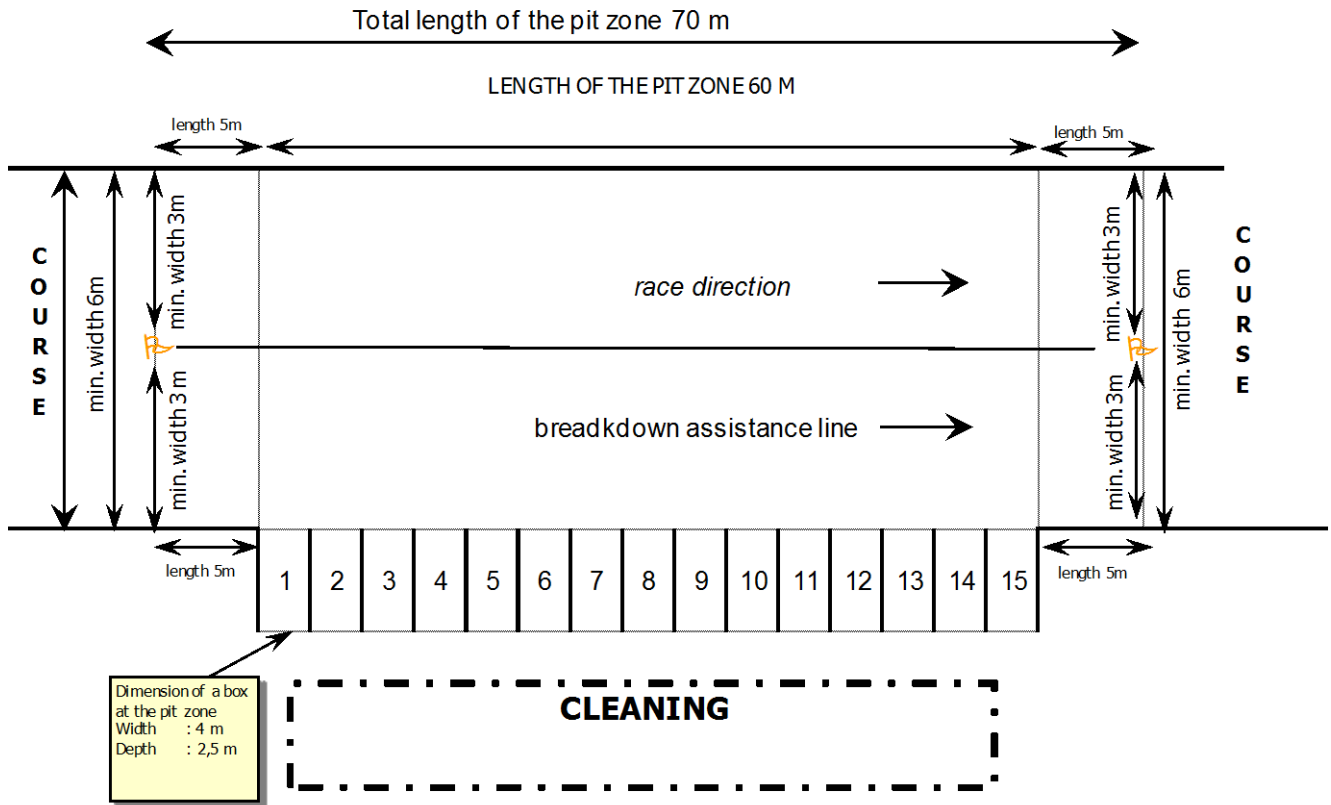 Total length of the pit zone 70 m
LENGTH OF THE PIT ZONE 60 M
length 5m
length 5m
COURSE
min. width 6m
min. width 3m
min. width 3 m
race direction
breadkdown assistance line
min. width 3m
min. width 3m
min. width 6m
COURSE
length 5m
length 5m
1 2 3 4 5 6 7 8 9 10 11 12 13 14 15
Dimension of a box
at the pit zone
Width : 4 m
Depth : 2,5 m
CLEANING